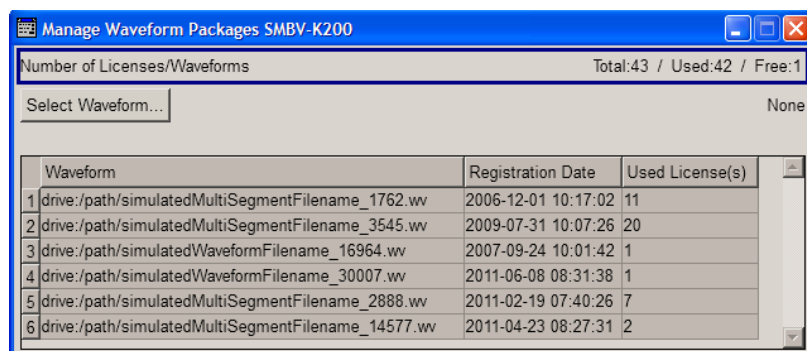 Manage Waveform Packages SMBV-K200
Number of Licenses/Waveforms Total:43 / Used:42 / Free:1
Select Waveform... None
Waveform Registration Date Used License(s)
1 drive:/path/simulatedMultiSegmentFilename_1762.wv 2006-12-01 10:17:02 11
2 drive:/path/simulatedMultiSegmentFilename_3545.wv 2009-07-31 10:07:26 20
3 drive:/path/simulatedWaveformFilename_16964.wv 2007-09-24 10:01:42 1
4 drive:/path/simulatedWaveformFilename_30007.wv 2011-06-08 08:31:38 1
5 drive:/path/simulatedMultiSegmentFilename_2888.wv 2011-02-19 07:40:26 7
6 drive:/path/simulatedMultiSegmentFilename_14577.wv 2011-04-23 08:27:31 2